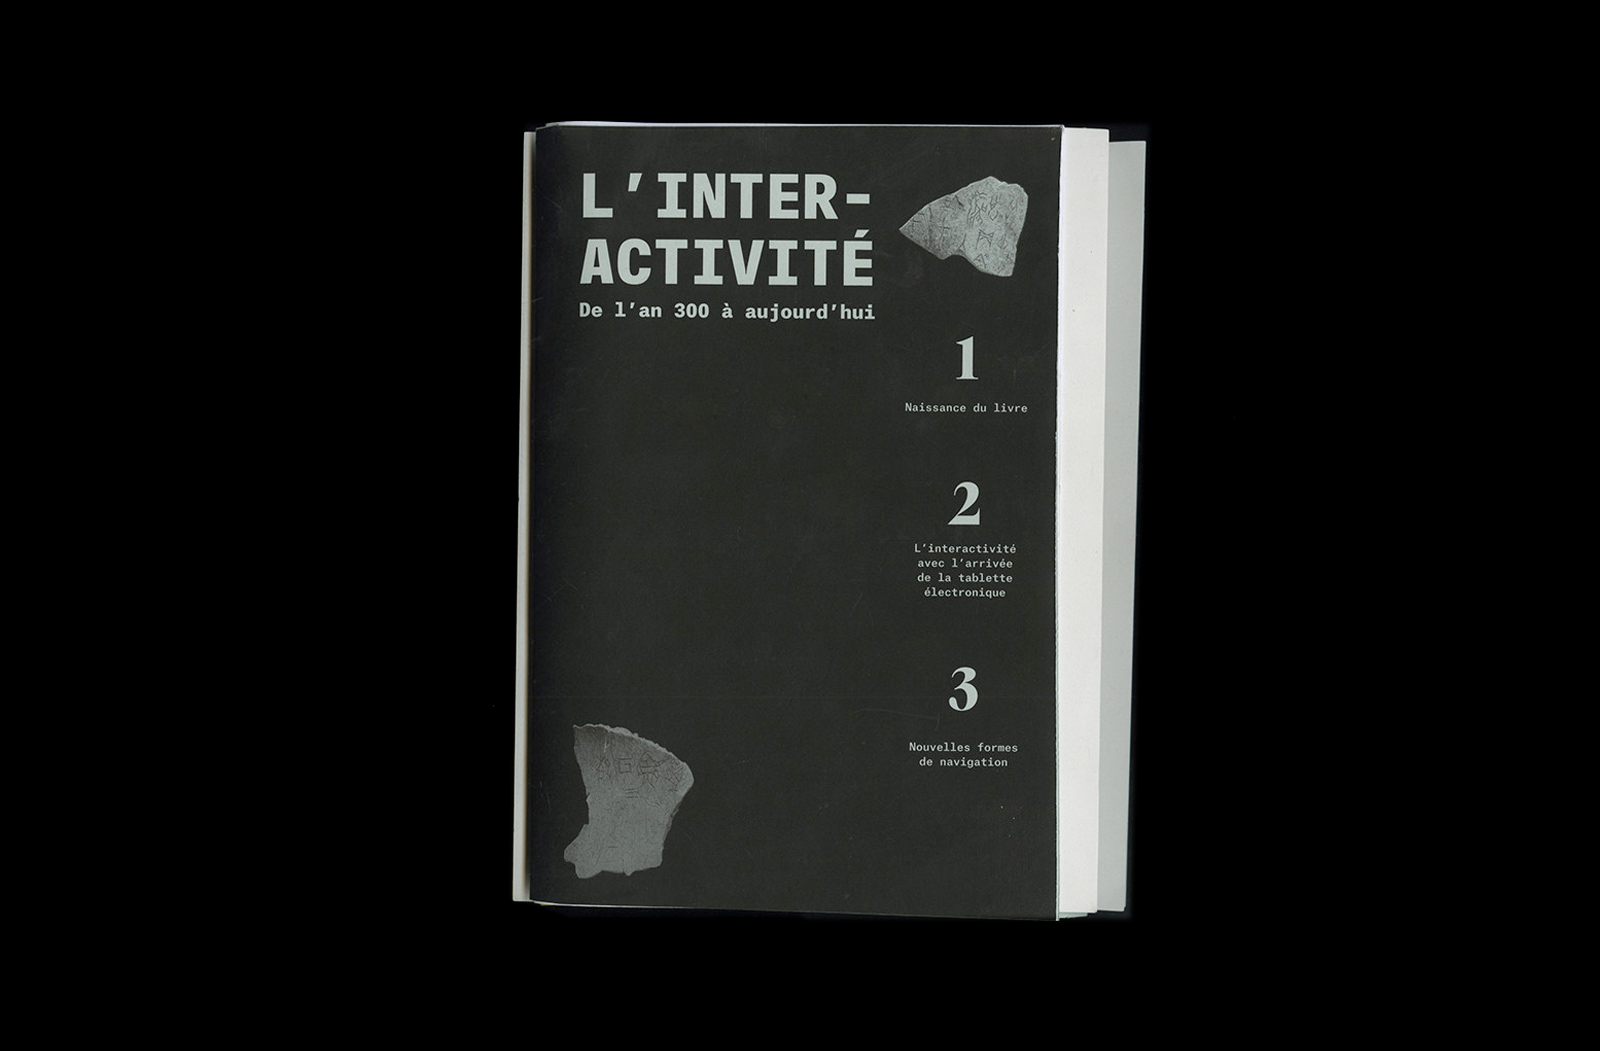 L’INTER-
ACTIVITÉ
De l’an 300 à aujourd’hui
1
Naissance du livre
2
L’interactivité
avec l’arrivée
de la tablette
électronique
3
Nouvelles formes
de navigation